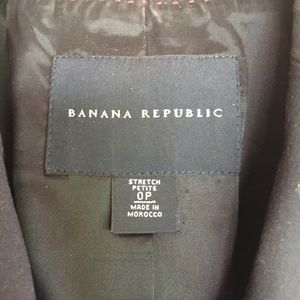 BANANA REPUBLIC
STRETCH
PETITE
0P
MADE IN
MOROCCO